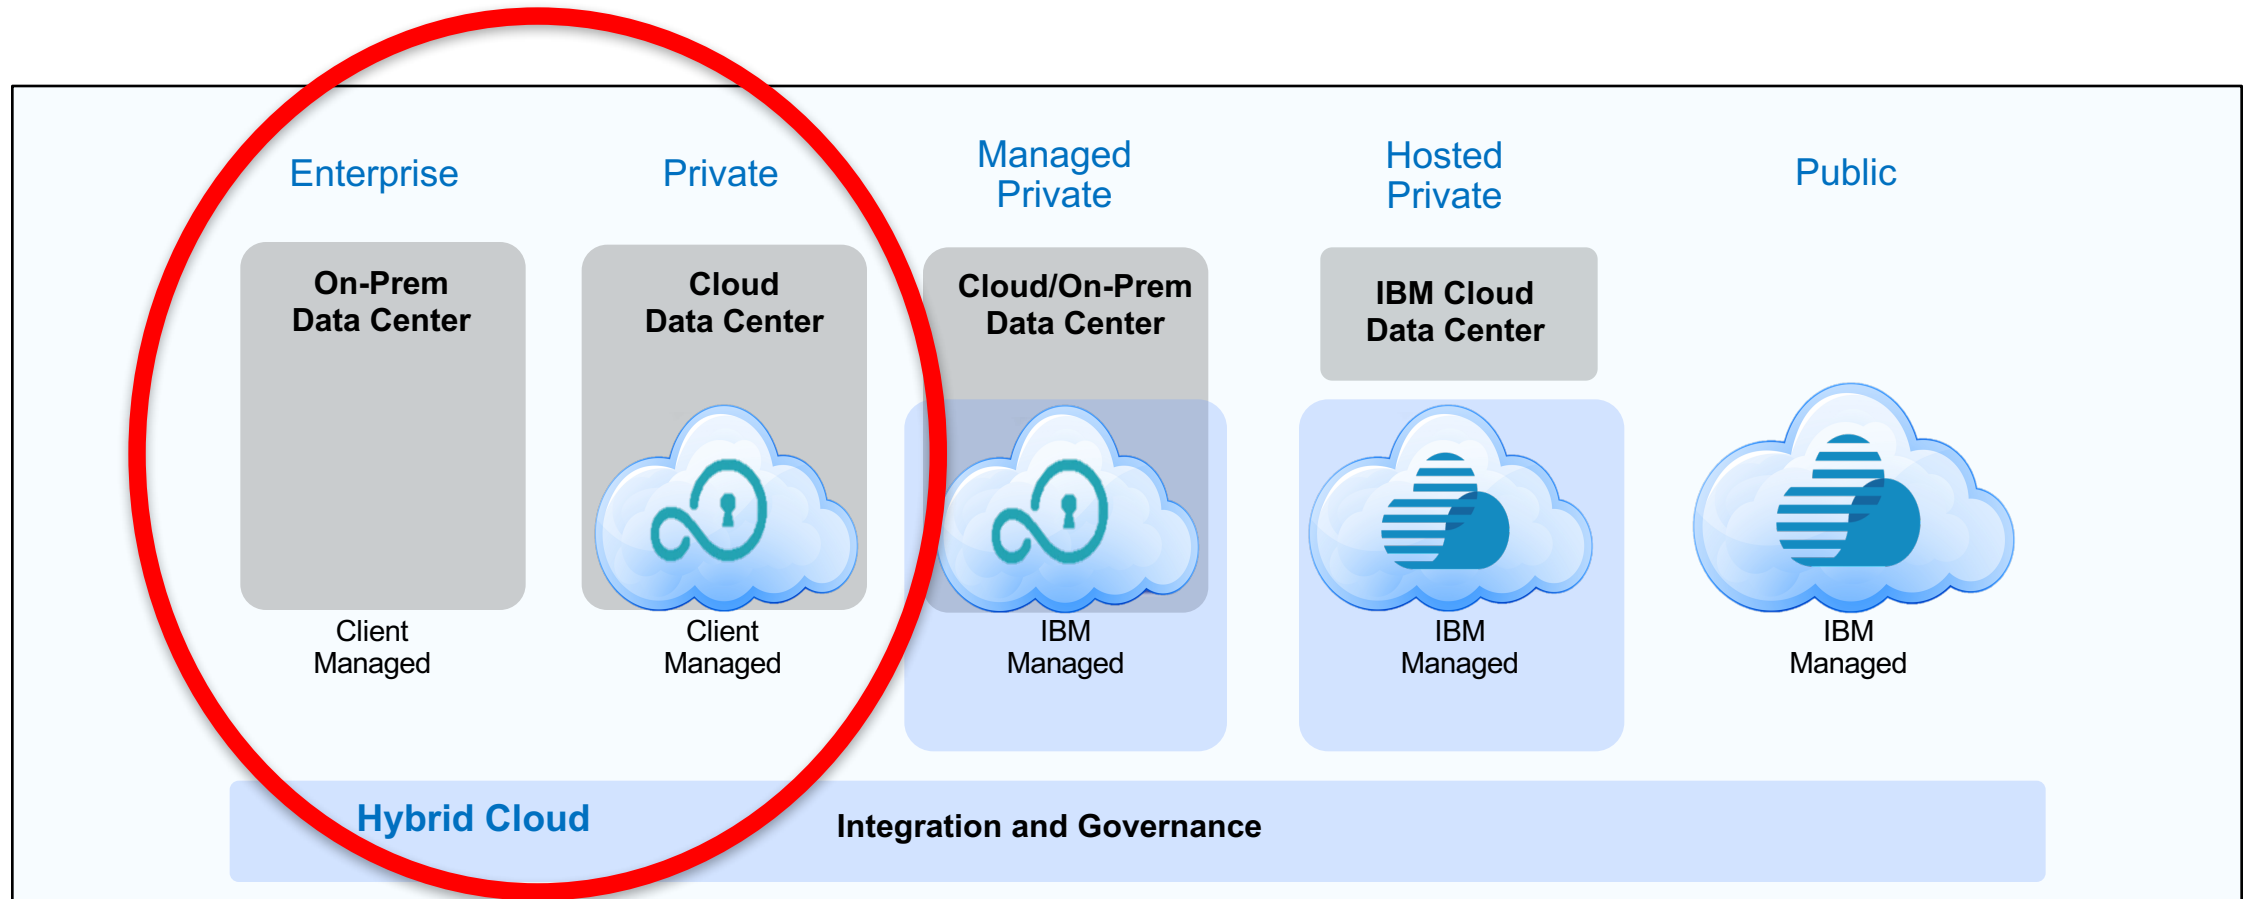 Enterprise
Private
Managed
Private
Hosted
Private
Public
On-Prem
Data Center
Cloud
Data Center
Cloud/On-Prem
Data Center
IBM Cloud
Data Center
Client
Managed
Client
Managed
IBM
Managed
IBM
Managed
IBM
Managed
Hybrid Cloud
Integration and Governance